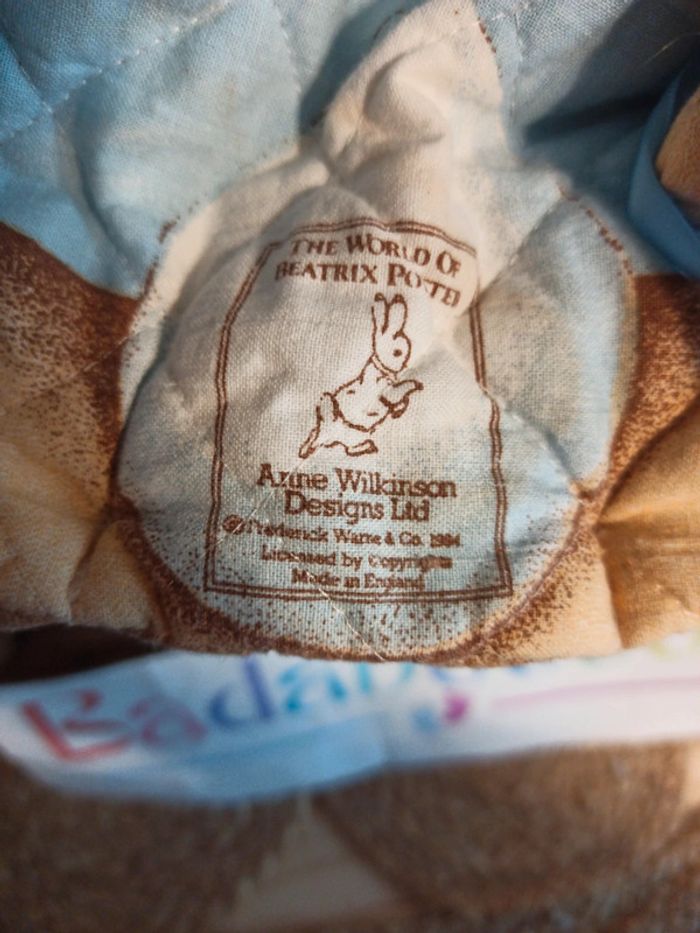 THE WORLD OF
BEATRIX POTTER
Anne Wilkinson
Designs Ltd
© Frederick Warne & Co. 1984
Licensed by Copyrights
Made in England